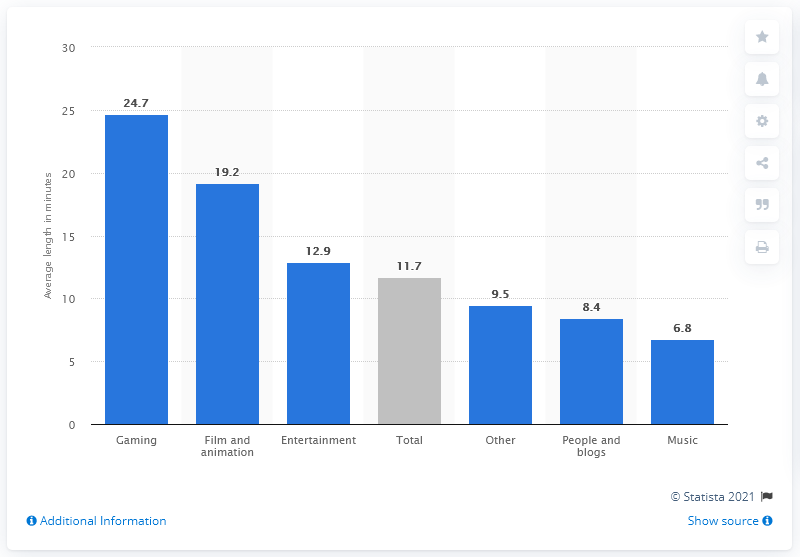 Average length in minutes
30
25
20
15
10
5
0
24.7
19.2
12.9
11.7
9.5
8.4
6.8
Gaming
Film and
animation
Entertainment
Total
Other
People and
blogs
Music
© Statista 2021
Additional Information
Show source